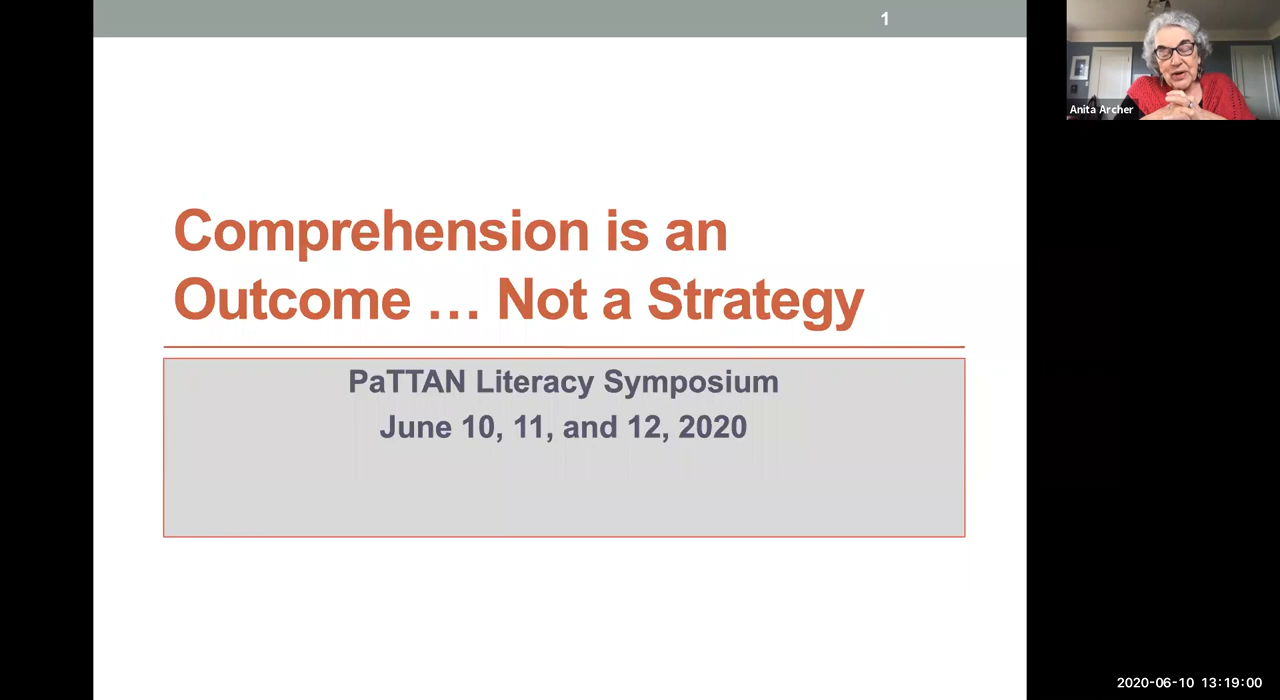 1
Anita Archer
Comprehension is an
Outcome … Not a Strategy
PaTTAN Literacy Symposium
June 10, 11, and 12, 2020
2020-06-10 13:19:00